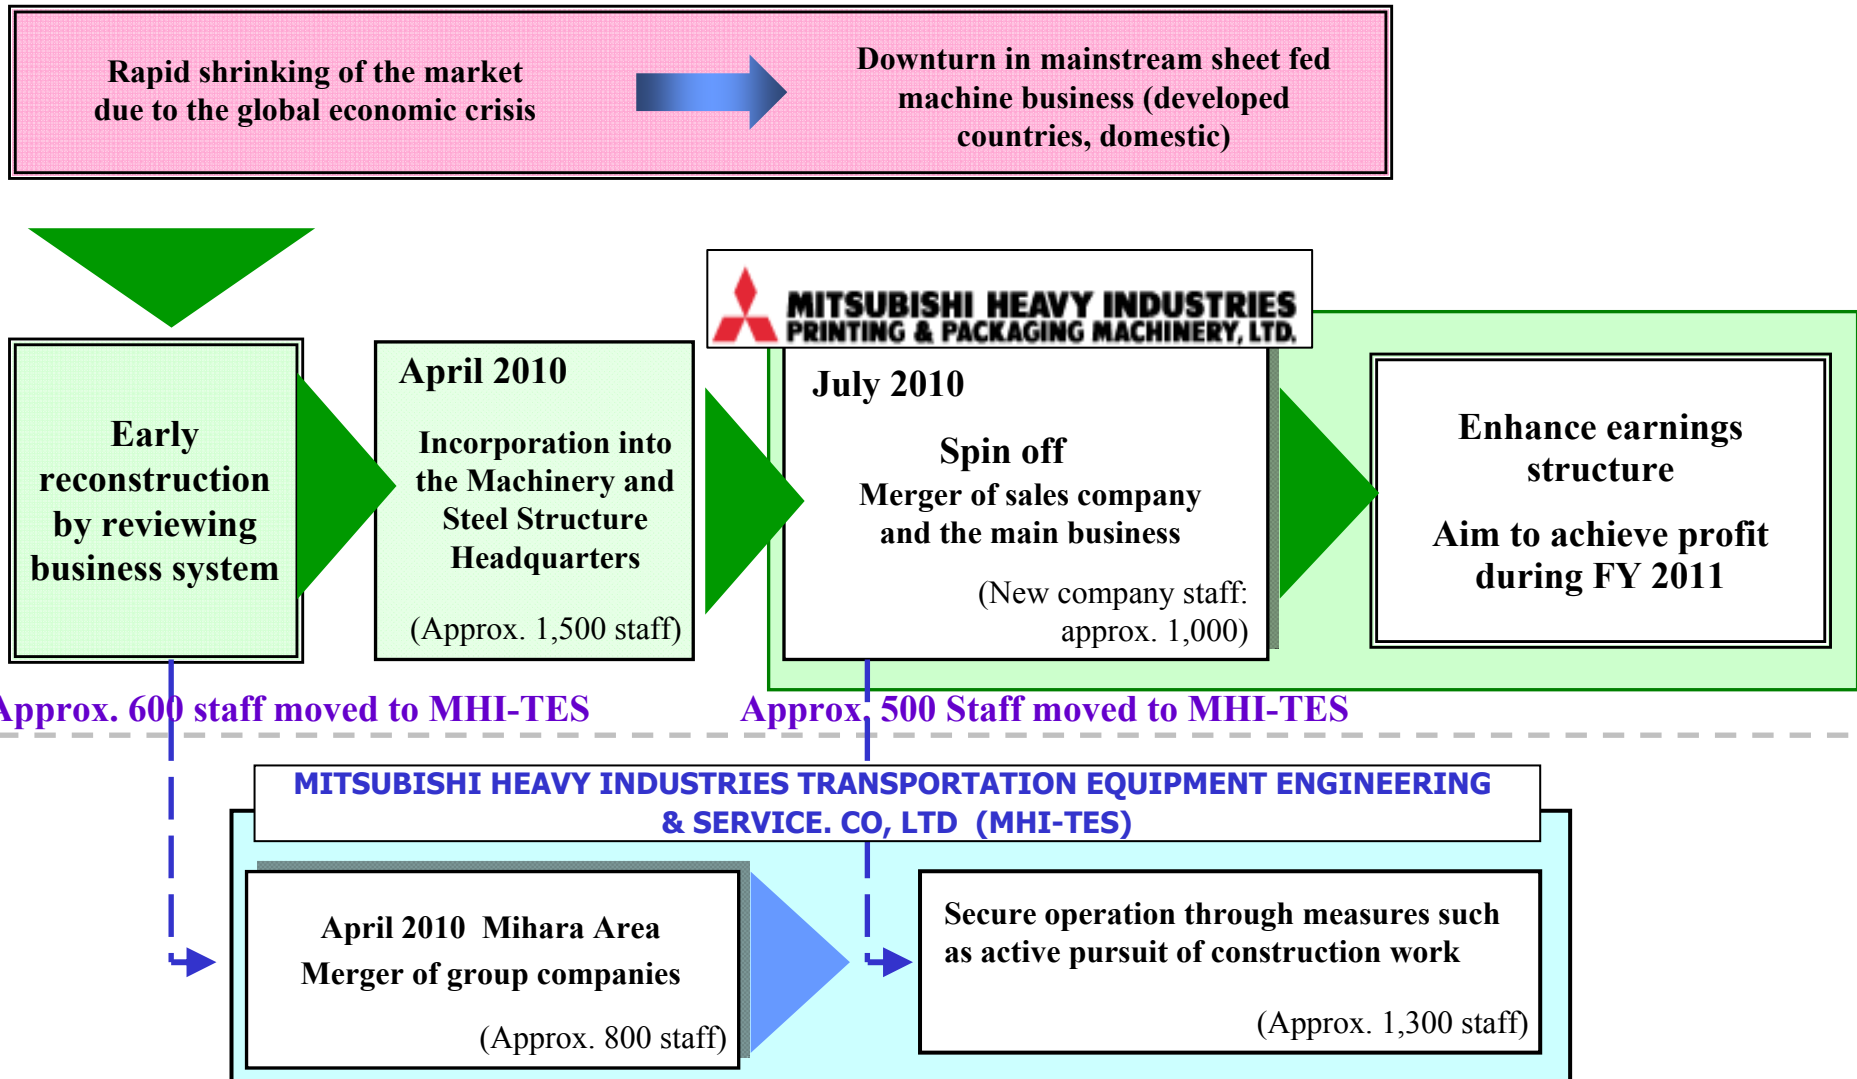 Rapid shrinking of the market
due to the global economic crisis
Downturn in mainstream sheet fed
machine business (developed
countries, domestic)
MITSUBISHI HEAVY INDUSTRIES
PRINTING & PACKAGING MACHINERY, LTD.
Early
reconstruction
by reviewing
business system
April 2010
Incorporation into
the Machinery and
Steel Structure
Headquarters
(Approx. 1,500 staff)
July 2010
Spin off
Merger of sales company
and the main business
(New company staff:
approx. 1,000)
Enhance earnings
structure
Aim to achieve profit
during FY 2011
Approx. 600 staff moved to MHI-TES
Approx. 500 Staff moved to MHI-TES
MITSUBISHI HEAVY INDUSTRIES TRANSPORTATION EQUIPMENT ENGINEERING
& SERVICE. CO, LTD (MHI-TES)
April 2010 Mihara Area
Merger of group companies
(Approx. 800 staff)
Secure operation through measures such
as active pursuit of construction work
(Approx. 1,300 staff)